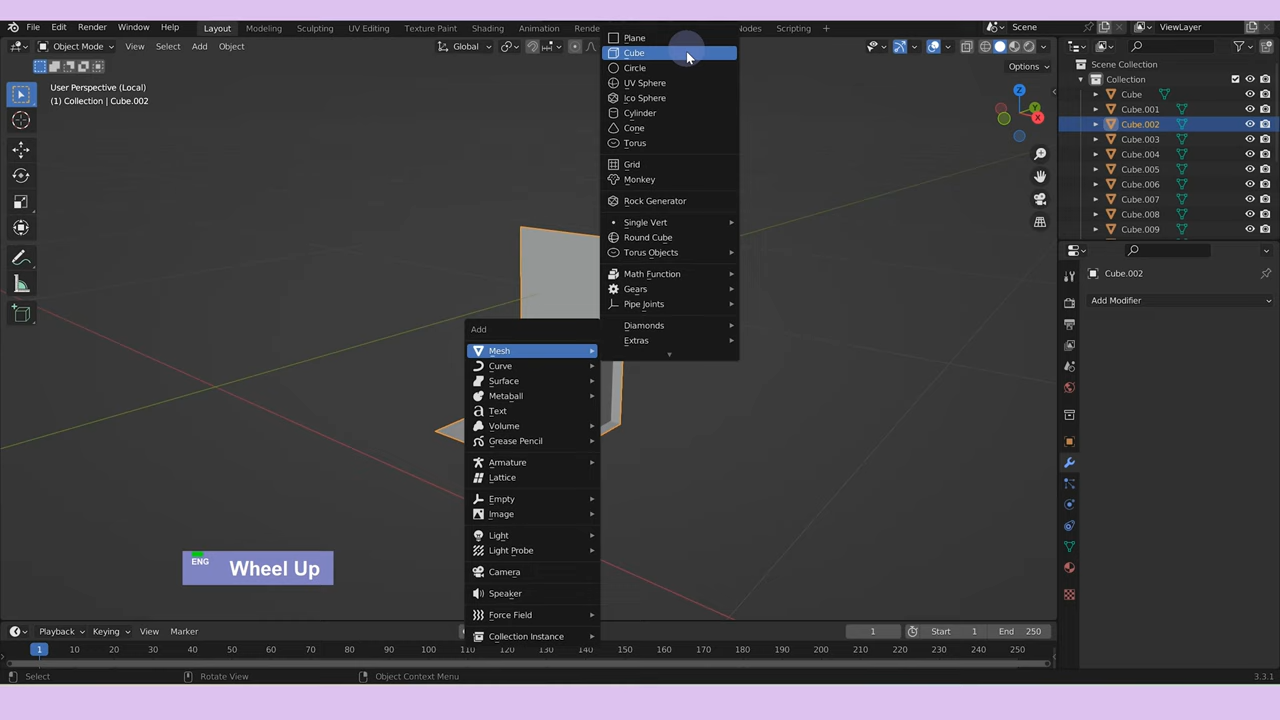 File Edit Render Window Help Layout Modeling Sculpting UV Editing Texture Paint Shading Animation Nodes Scripting Scene ViewLayer
Object Mode View Select Add Object Global
Options
User Perspective (Local)
(1) Collection | Cube.002
X
Y
Z
Plane
Cube
Circle
UV Sphere
Ico Sphere
Cylinder
Cone
Torus
Grid
Monkey
Rock Generator
Single Vert
Round Cube
Torus Objects
Math Function
Gears
Pipe Joints
Diamonds
Extras
Add
Mesh
Curve
Surface
Metaball
Text
Volume
Grease Pencil
Armature
Lattice
Empty
Image
Light
Light Probe
Camera
Speaker
Force Field
Collection Instance
Scene Collection
Collection
Cube
Cube.001
Cube.002
Cube.003
Cube.004
Cube.005
Cube.006
Cube.007
Cube.008
Cube.009
Cube.002
Add Modifier
ENG Wheel Up
Playback Keying View Marker 1 Start 1 End 250
1 10 20 30 40 50 60 70 80 90 100 110 120 130 140 150 160 170 180 190 200 210 220 230 240 250
Select Rotate View Object Context Menu 3.3.1